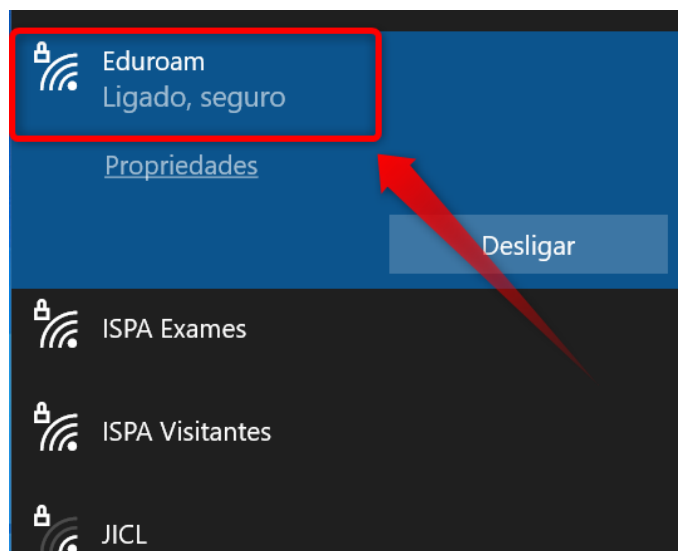 Eduroam
Ligado, seguro
Propriedades
Desligar
ISPA Exames
ISPA Visitantes
JICL